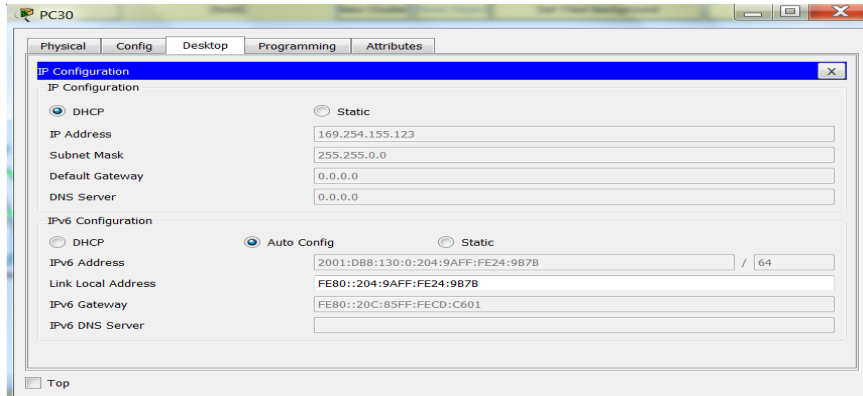 PC30
Physical Config Desktop Programming Attributes
IP Configuration X
IP Configuration
DHCP Static
IP Address 169.254.155.123
Subnet Mask 255.255.0.0
Default Gateway 0.0.0.0
DNS Server 0.0.0.0
IPv6 Configuration
DHCP Auto Config Static
IPv6 Address 2001:DB8:130:0:204:9AFF:FE24:9B7B / 64
Link Local Address FE80::204:9AFF:FE24:9B7B
IPv6 Gateway FE80::20C:85FF:FECD:C601
IPv6 DNS Server
Top